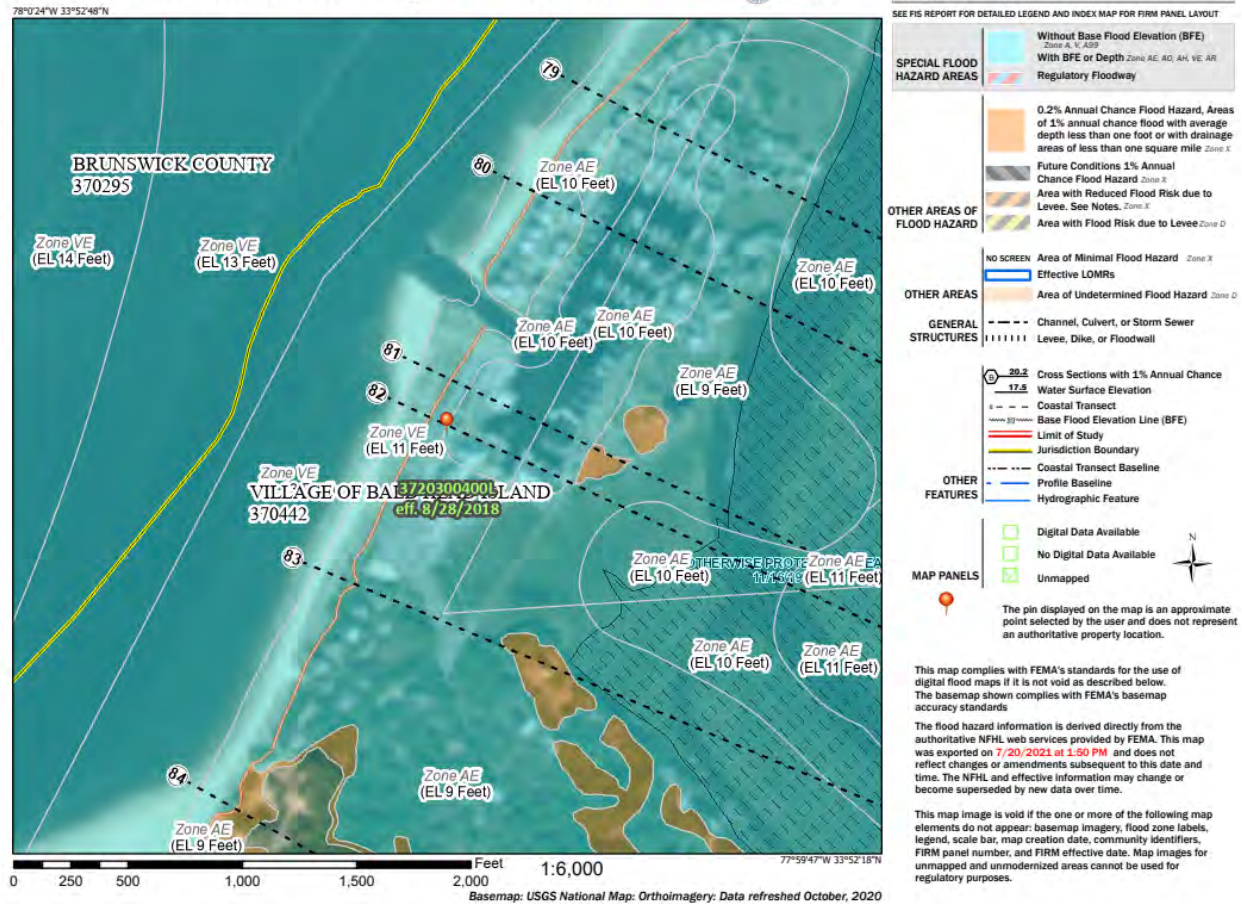 78°0'24"W 33°52'48"N
SEE FIS REPORT FOR DETAILED LEGEND AND INDEX MAP FOR FIRM PANEL LAYOUT
79
80
Zone AE
(EL 10 Feet)
BRUNSWICK COUNTY
370295
Zone VE
(EL 14 Feet)
Zone VE
(EL 13 Feet)
Zone AE
(EL 10 Feet)
Zone AE
(EL 10 Feet)
Zone AE
(EL 10 Feet)
81
82
Zone AE
(EL 9 Feet)
Zone VE
(EL 11 Feet)
Zone VE
VILLAGE OF BAL ISLAND
370442
3720300400L
eff. 8/28/2018
83
Zone AE
(EL 10 Feet)
OTHERWISE PROTE
Zone AE
(EL 11 Feet)
Zone AE
(EL 10 Feet)
Zone AE
(EL 11 Feet)
84
Zone AE
(EL 9 Feet)
Zone AE
(EL 9 Feet)
77°59'47"W 33°52'18"N
0 250 500 1,000 1,500 2,000 Feet
1:6,000
Basemap: USGS National Map: Orthoimagery: Data refreshed October, 2020
SPECIAL FLOOD
HAZARD AREAS
Without Base Flood Elevation (BFE)
Zone A, V, A99
With BFE or Depth Zone AE, AO, AH, VE, AR
Regulatory Floodway
OTHER AREAS OF
FLOOD HAZARD
0.2% Annual Chance Flood Hazard, Areas
of 1% annual chance flood with average
depth less than one foot or with drainage
areas of less than one square mile Zone X
Future Conditions 1% Annual
Chance Flood Hazard Zone X
Area with Reduced Flood Risk due to
Levee. See Notes. Zone X
Area with Flood Risk due to Levee Zone D
OTHER AREAS
NO SCREEN Area of Minimal Flood Hazard Zone X
Effective LOMRs
Area of Undetermined Flood Hazard Zone D
GENERAL
STRUCTURES
Channel, Culvert, or Storm Sewer
Levee, Dike, or Floodwall
OTHER
FEATURES
B 20.2 Cross Sections with 1% Annual Chance
17.5 Water Surface Elevation
Coastal Transect
Base Flood Elevation Line (BFE)
Limit of Study
Jurisdiction Boundary
Coastal Transect Baseline
Profile Baseline
Hydrographic Feature
MAP PANELS
Digital Data Available
No Digital Data Available
Unmapped
N
The pin displayed on the map is an approximate
point selected by the user and does not represent
an authoritative property location.
This map complies with FEMA's standards for the use of
digital flood maps if it is not void as described below.
The basemap shown complies with FEMA's basemap
accuracy standards
The flood hazard information is derived directly from the
authoritative NFHL web services provided by FEMA. This map
was exported on 7/20/2021 at 1:50 PM and does not
reflect changes or amendments subsequent to this date and
time. The NFHL and effective information may change or
become superseded by new data over time.
This map image is void if the one or more of the following map
elements do not appear: basemap imagery, flood zone labels,
legend, scale bar, map creation date, community identifiers,
FIRM panel number, and FIRM effective date. Map images for
unmapped and unmodernized areas cannot be used for
regulatory purposes.